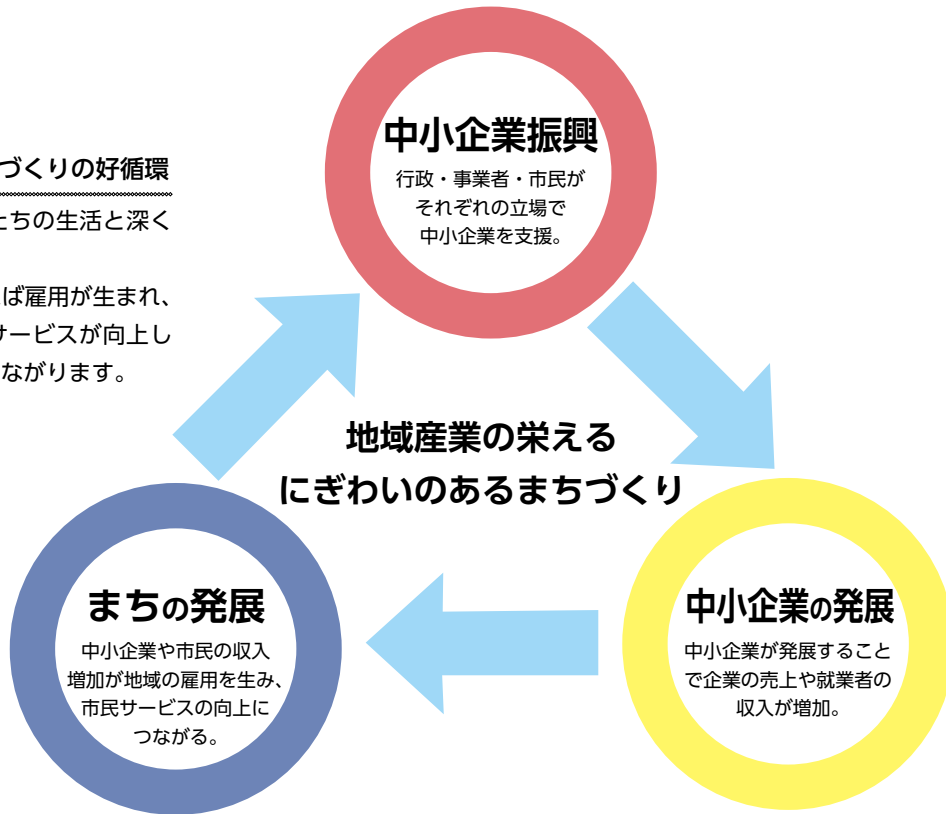 づくりの好循環
たちの生活と深く
ば雇用が生まれ、
サービスが向上し
ながります。
中小企業振興
行政・事業者・市民が
それぞれの立場で
中小企業を支援。
地域産業の栄える
にぎわいのあるまちづくり
まちの発展
中小企業や市民の収入
増加が地域の雇用を生み、
市民サービスの向上に
つながる。
中小企業の発展
中小企業が発展すること
で企業の売上や就業者の
収入が増加。